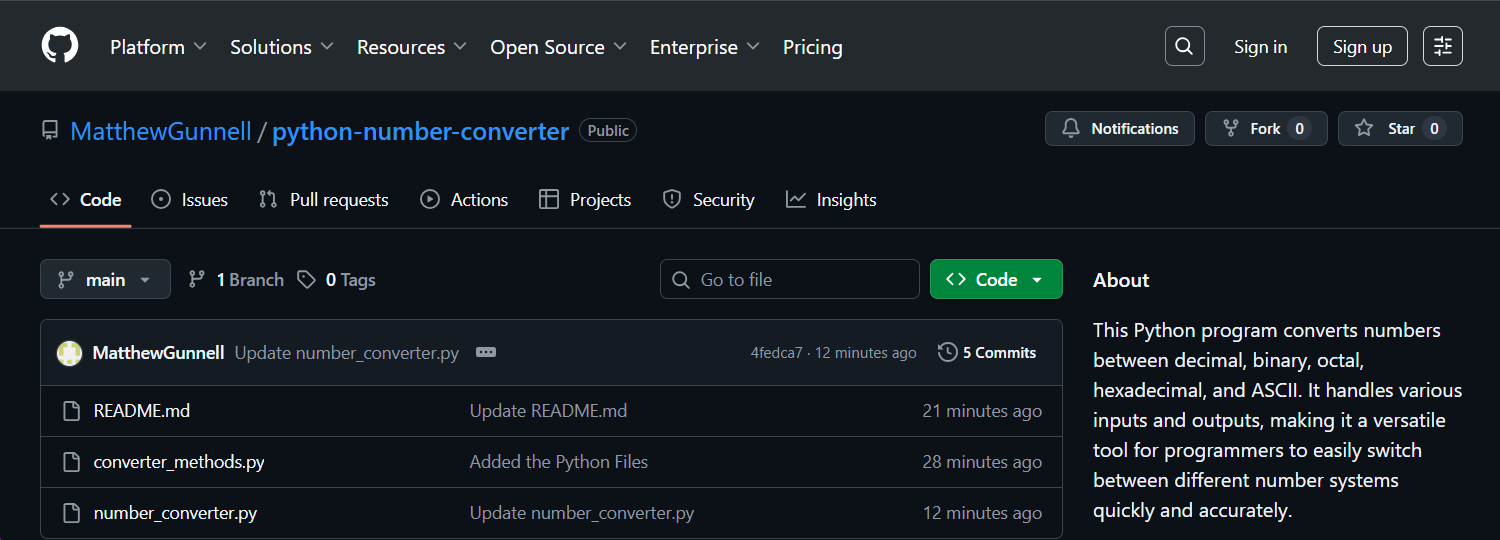 Platform Solutions Resources Open Source Enterprise Pricing Sign in Sign up
MatthewGunnell / python-number-converter Public Notifications Fork 0 Star 0
Code Issues Pull requests Actions Projects Security Insights
main 1 Branch 0 Tags Go to file Code
MatthewGunnell Update number_converter.py 4fedca7 · 12 minutes ago 5 Commits
README.md Update README.md 21 minutes ago
converter_methods.py Added the Python Files 28 minutes ago
number_converter.py Update number_converter.py 12 minutes ago
About
This Python program converts numbers
between decimal, binary, octal,
hexadecimal, and ASCII. It handles various
inputs and outputs, making it a versatile
tool for programmers to easily switch
between different number systems
quickly and accurately.